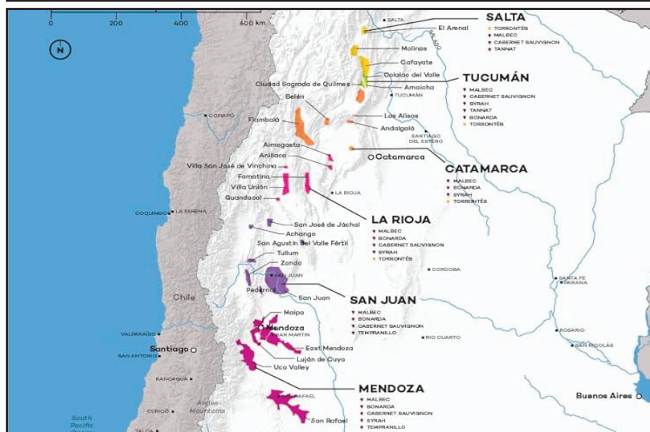 0
200
600 km
N
SALTA
SALTA
TORRONTÉS
MALBEC
CABERNET SAUVIGNON
TANNAT
El Arenal
Molinos
Cafayate
Colalao del Valle
Ciudad Sagrada de Quilmes
Amaicha
TUCUMÁN
TUCUMÁN
MALBEC
CABERNET SAUVIGNON
SYRAH
TANNAT
BONARDA
TORRONTÉS
Belén
Fiambalá
Los Alisos
Andalgalá
SANTIAGO
DEL ESTERO
COPIAPÓ
Aimogasta
Anillaco
Catamarca
CATAMARCA
MALBEC
BONARDA
SYRAH
TORRONTÉS
Villa San José de Vinchina
Famatina
Villa Unión
Guandacol
LA RIOJA
LA RIOJA
MALBEC
BONARDA
CABERNET SAUVIGNON
SYRAH
TORRONTÉS
COQUIMBO
LA SERENA
San José de Jáchal
Achango
San Agustín del Valle Fértil
Tullum
Zonda
SAN JUAN
Pedernal
San Juan
CORDOBA
SANTA FE
PARANA
Chile
SAN JUAN
MALBEC
BONARDA
CABERNET SAUVIGNON
TEMPRANILLO
Maipo
Mendoza
SAN MARTIN
East Mendoza
Luján de Cuyo
Uco Valley
VALPARAÍSO
Santiago
SAN ANTONIO
RANCAGUA
RIO CUARTO
ROSÁRIO
SAN NICOLÁS
Buenos Aires
MENDOZA
MALBEC
BONARDA
CABERNET SAUVIGNON
SYRAH
TEMPRANILLO
RAFAEL
San Rafael
CURICÓ
TALCA
Andes
Mountains
South
Pacific